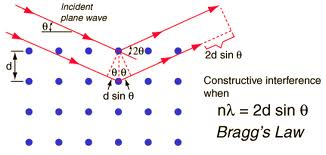 Incident
plane wave
θ
2θ
2d sin θ
d
θ θ
d sin θ
Constructive interference
when
nλ = 2d sin θ
Bragg's Law